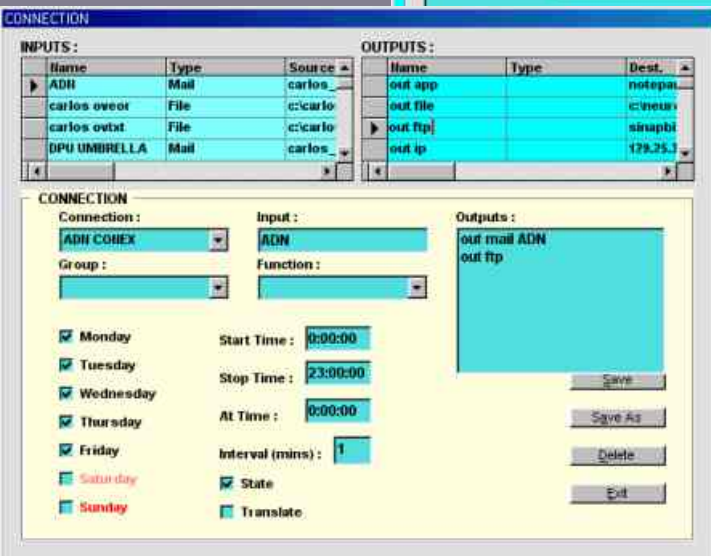 CONNECTION
INPUTS :
Name Type Source
ADN Mail carlos_
carlos oveor File c:\carlo
carlos ovtxt File c:\carlo
DPU UMBRELLA Mail carlos_
OUTPUTS :
Name Type Dest.
out app notepa
out file c:\neur
out ftp sinapbi
out ip
CONNECTION
Connection :
ADN CONEX
Input :
ADN
Outputs :
out mail ADN
out ftp
Group :
Function :
Monday
Tuesday
Wednesday
Thursday
Friday
Saturday
Sunday
Start Time : 0:00:00
Stop Time : 23:00:00
At Time : 0:00:00
Interval (mins) : 1
State
Translate
Save
Save As
Delete
Exit